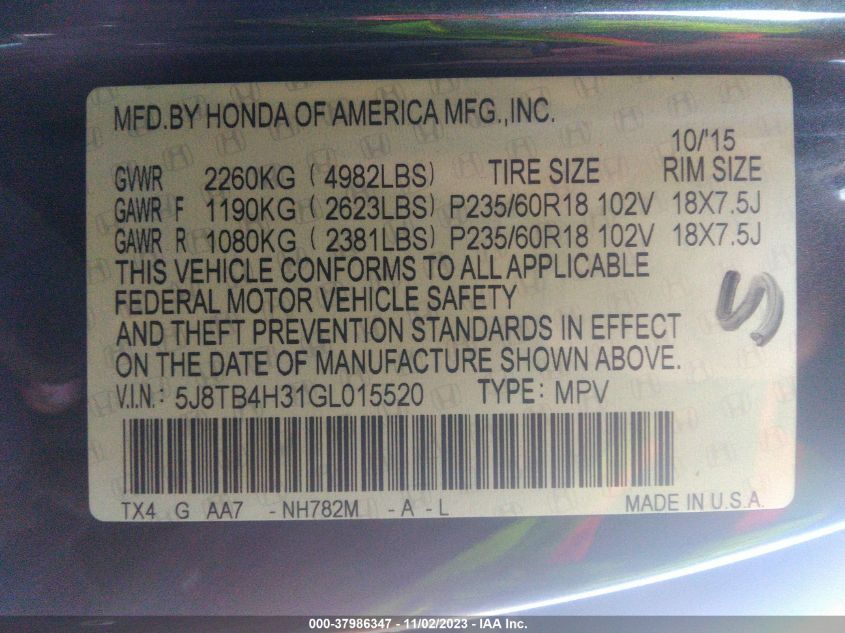 MFD.BY HONDA OF AMERICA MFG.,INC.
10/'15
GVWR 2260KG (4982LBS) TIRE SIZE RIM SIZE
GAWR F 1190KG (2623LBS) P235/60R18 102V 18X7.5J
GAWR R 1080KG (2381LBS) P235/60R18 102V 18X7.5J
THIS VEHICLE CONFORMS TO ALL APPLICABLE
FEDERAL MOTOR VEHICLE SAFETY
AND THEFT PREVENTION STANDARDS IN EFFECT
ON THE DATE OF MANUFACTURE SHOWN ABOVE.
V.I.N.: 5J8TB4H31GL015520 TYPE: MPV
TX4 G AA7 -NH782M -A -L MADE IN U.S.A.
000-37986347 - 11/02/2023 - IAA Inc.